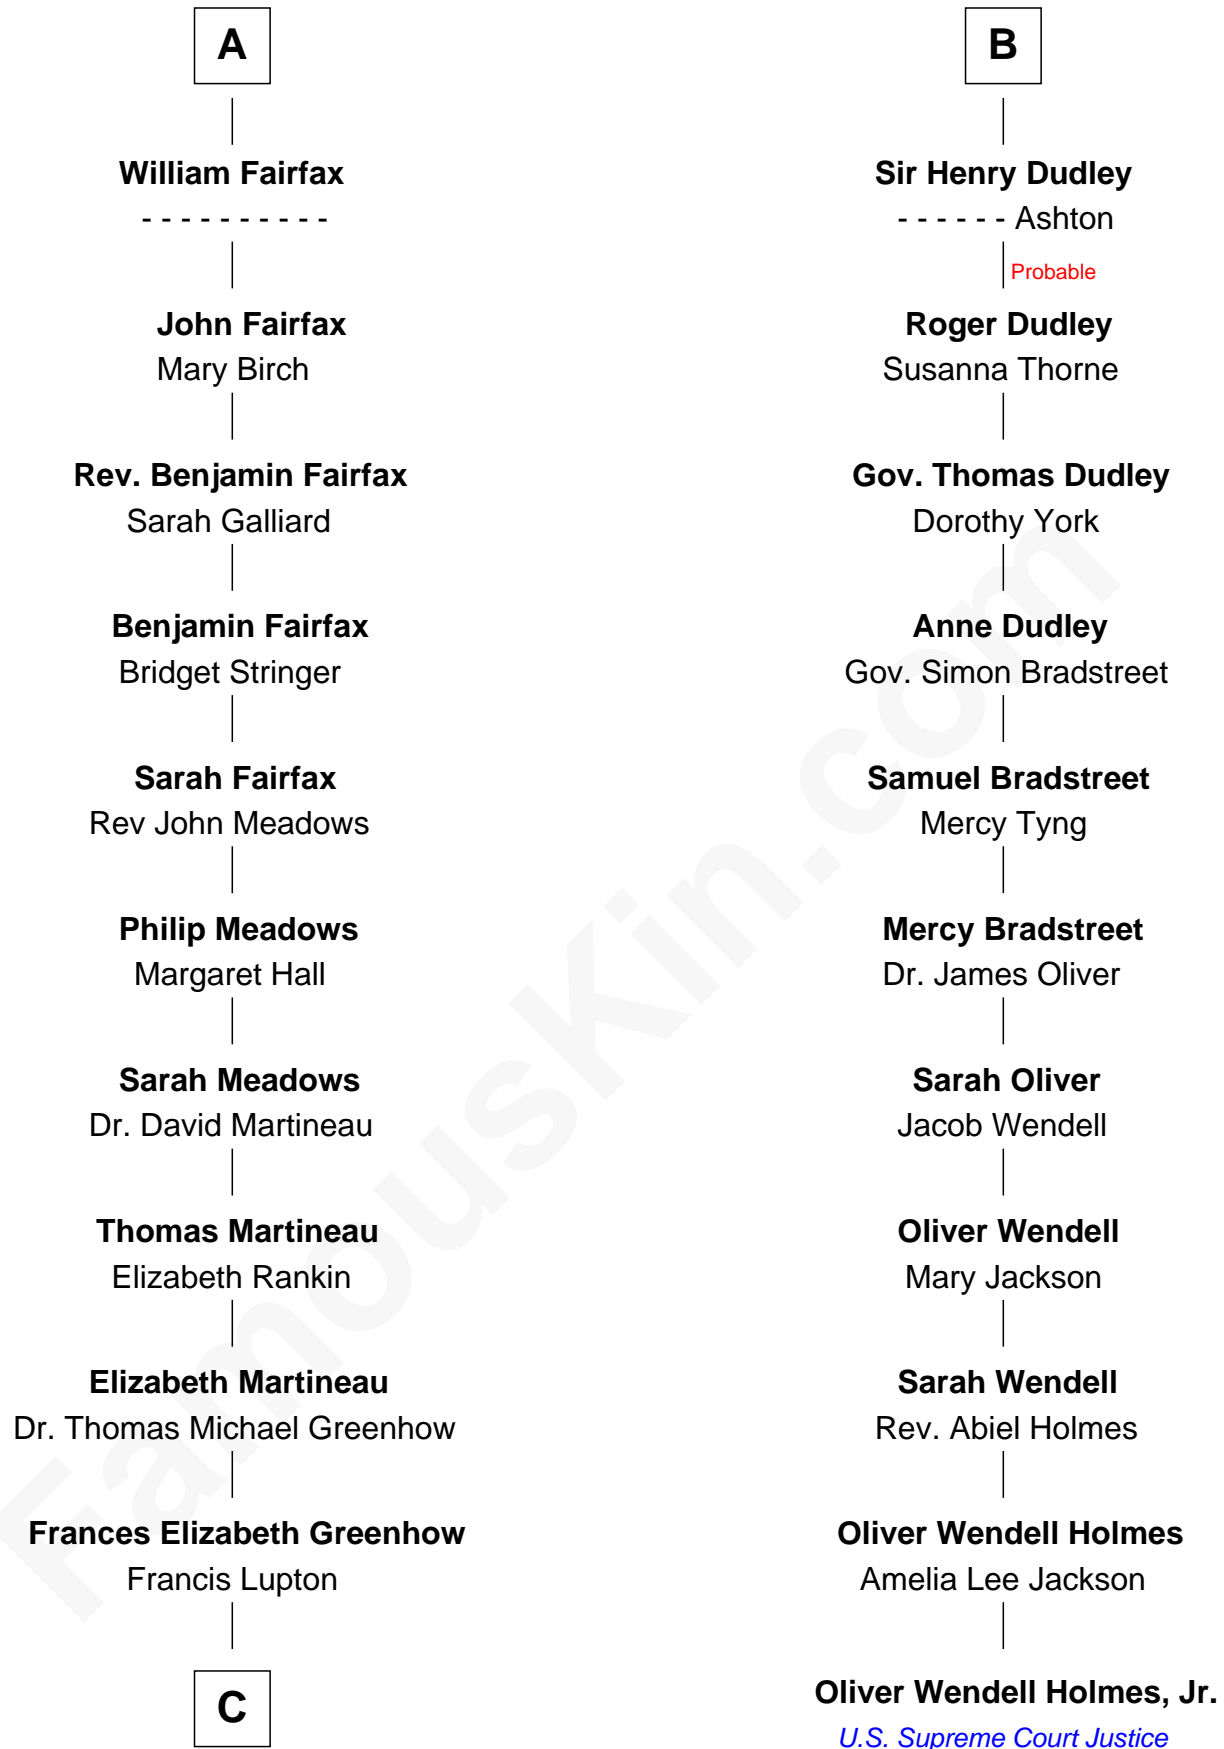 A
William Fairfax
- - - - - - - - - -
John Fairfax
Mary Birch
Rev. Benjamin Fairfax
Sarah Galliard
Benjamin Fairfax
Bridget Stringer
Sarah Fairfax
Rev John Meadows
Philip Meadows
Margaret Hall
Sarah Meadows
Dr. David Martineau
Thomas Martineau
Elizabeth Rankin
Elizabeth Martineau
Dr. Thomas Michael Greenhow
Frances Elizabeth Greenhow
Francis Lupton
C
B
Sir Henry Dudley
- - - - - - Ashton
Probable
Roger Dudley
Susanna Thorne
Gov. Thomas Dudley
Dorothy York
Anne Dudley
Gov. Simon Bradstreet
Samuel Bradstreet
Mercy Tyng
Mercy Bradstreet
Dr. James Oliver
Sarah Oliver
Jacob Wendell
Oliver Wendell
Mary Jackson
Sarah Wendell
Rev. Abiel Holmes
Oliver Wendell Holmes
Amelia Lee Jackson
Oliver Wendell Holmes, Jr.
U.S. Supreme Court Justice
FamousKin.com